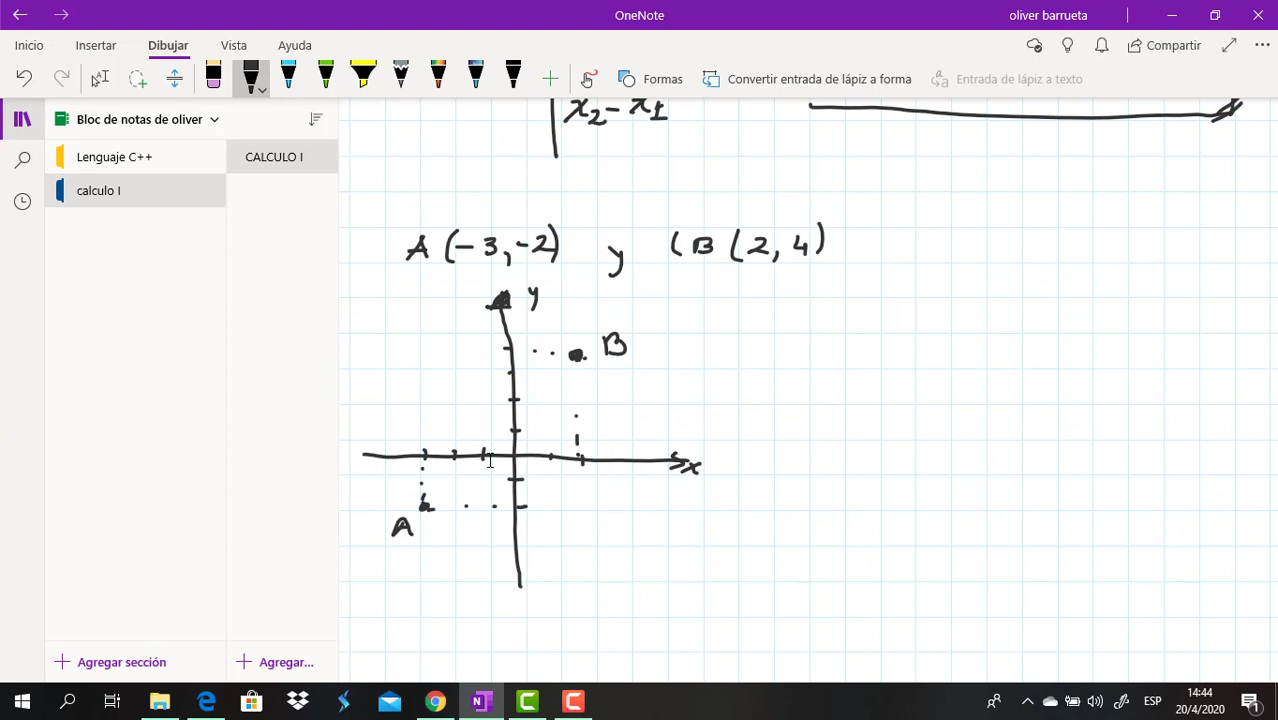 OneNote
oliver barrueta
Inicio Insertar Dibujar Vista Ayuda
Compartir
Formas
Convertir entrada de lápiz a forma
Entrada de lápiz a texto
Bloc de notas de oliver
Lenguaje C++
calculo I
CALCULO I
x2 - x1
A (-3, -2) y (B (2, 4)
y
B
x
A
Agregar sección
Agregar...
ESP
14:44
20/4/2020
1